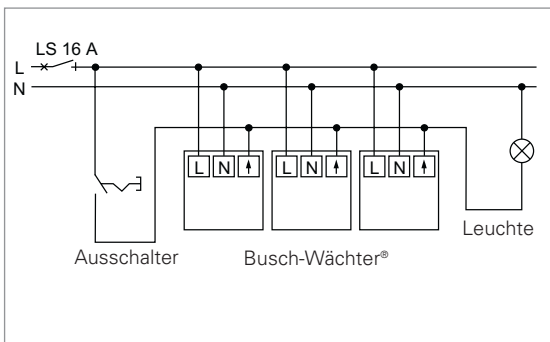 LS 16 A
L
N
L N L N L N
Leuchte
Ausschalter Busch-Wächter®